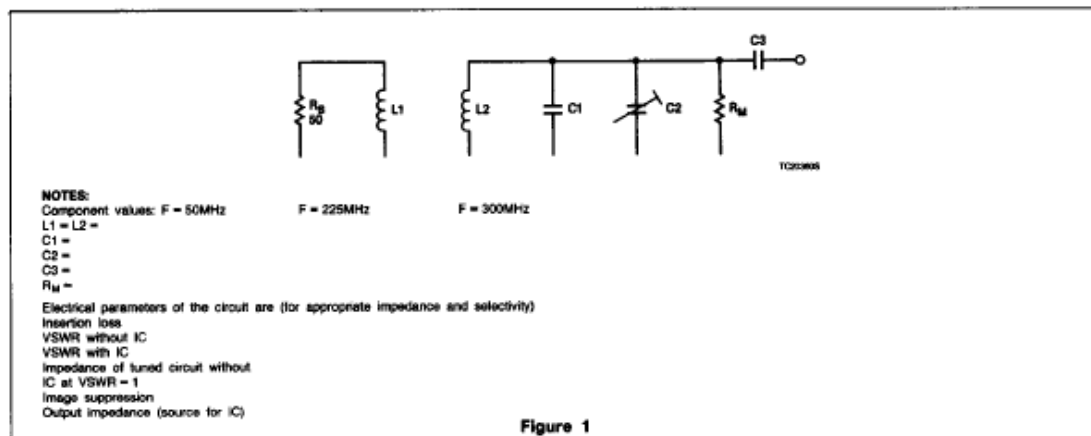 C3
RS
50
L1
L2
C1
C2
RM
TC20360S
NOTES:
Component values: F = 50MHz F = 225MHz F = 300MHz
L1 = L2 =
C1 =
C2 =
C3 =
RM =
Electrical parameters of the circuit are (for appropriate impedance and selectivity)
Insertion loss
VSWR without IC
VSWR with IC
Impedance of tuned circuit without
IC at VSWR = 1
Image suppression
Output impedance (source for IC)
Figure 1